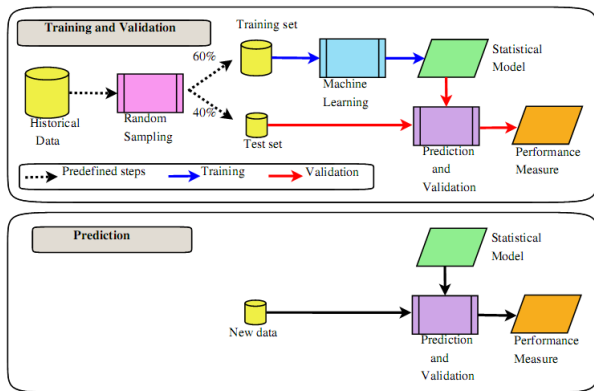 Training and Validation
Training set
60%
40%
Historical
Data
Random
Sampling
Machine
Learning
Statistical
Model
Test set
Prediction
and
Validation
Performance
Measure
Predefined steps
Training
Validation
Prediction
Statistical
Model
New data
Prediction
and
Validation
Performance
Measure